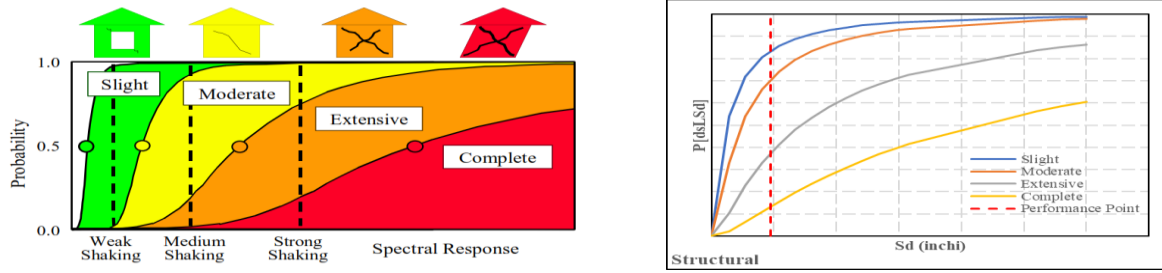 1.0
Slight
Moderate
Probability
0.5
Extensive
Complete
0.0
Weak
Shaking
Medium
Shaking
Strong
Shaking
Spectral Response
P[dsLSd]
Slight
Moderate
Extensive
Complete
Performance Point
Sd (inchi)
Structural